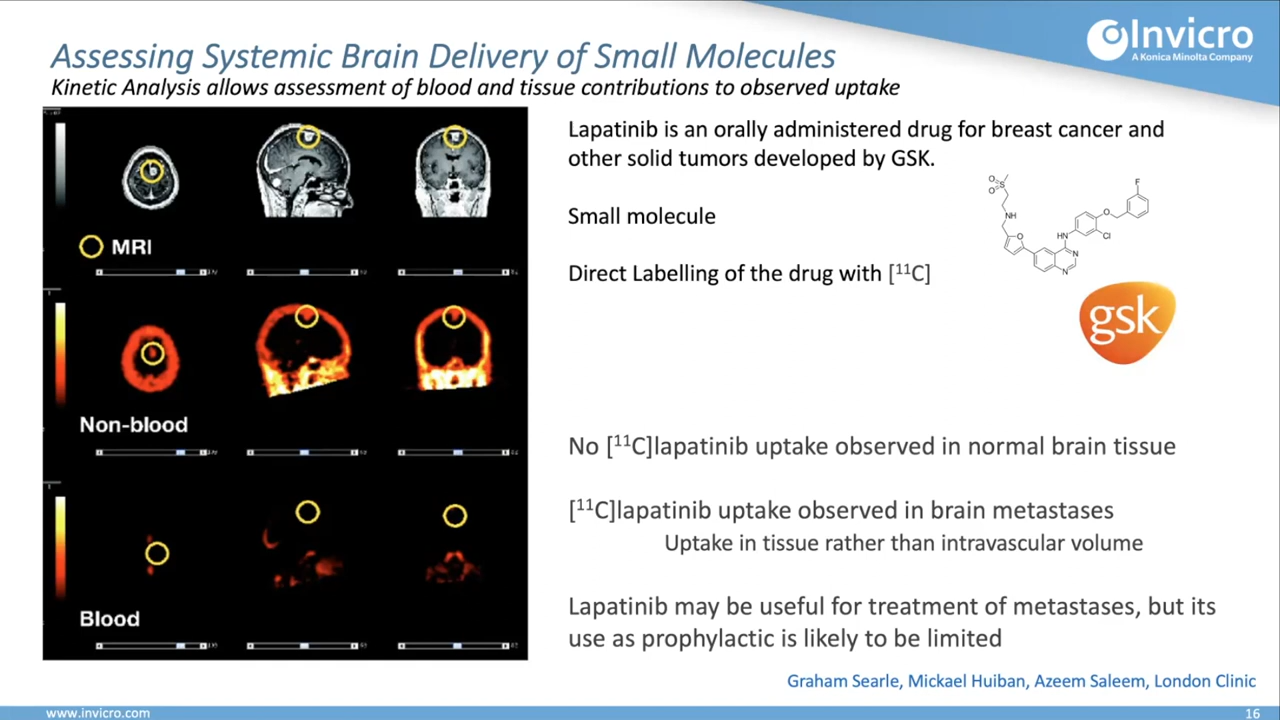 Invicro
A Konica Minolta Company
Assessing Systemic Brain Delivery of Small Molecules
Kinetic Analysis allows assessment of blood and tissue contributions to observed uptake
MRI
Non-blood
Blood
Lapatinib is an orally administered drug for breast cancer and
other solid tumors developed by GSK.
Small molecule
Direct Labelling of the drug with [¹¹C]
O
S
O
NH
O
HN
O
F
Cl
N
N
gsk
No [¹¹C]lapatinib uptake observed in normal brain tissue
[¹¹C]lapatinib uptake observed in brain metastases
Uptake in tissue rather than intravascular volume
Lapatinib may be useful for treatment of metastases, but its
use as prophylactic is likely to be limited
Graham Searle, Mickael Huiban, Azeem Saleem, London Clinic
www.invicro.com
16